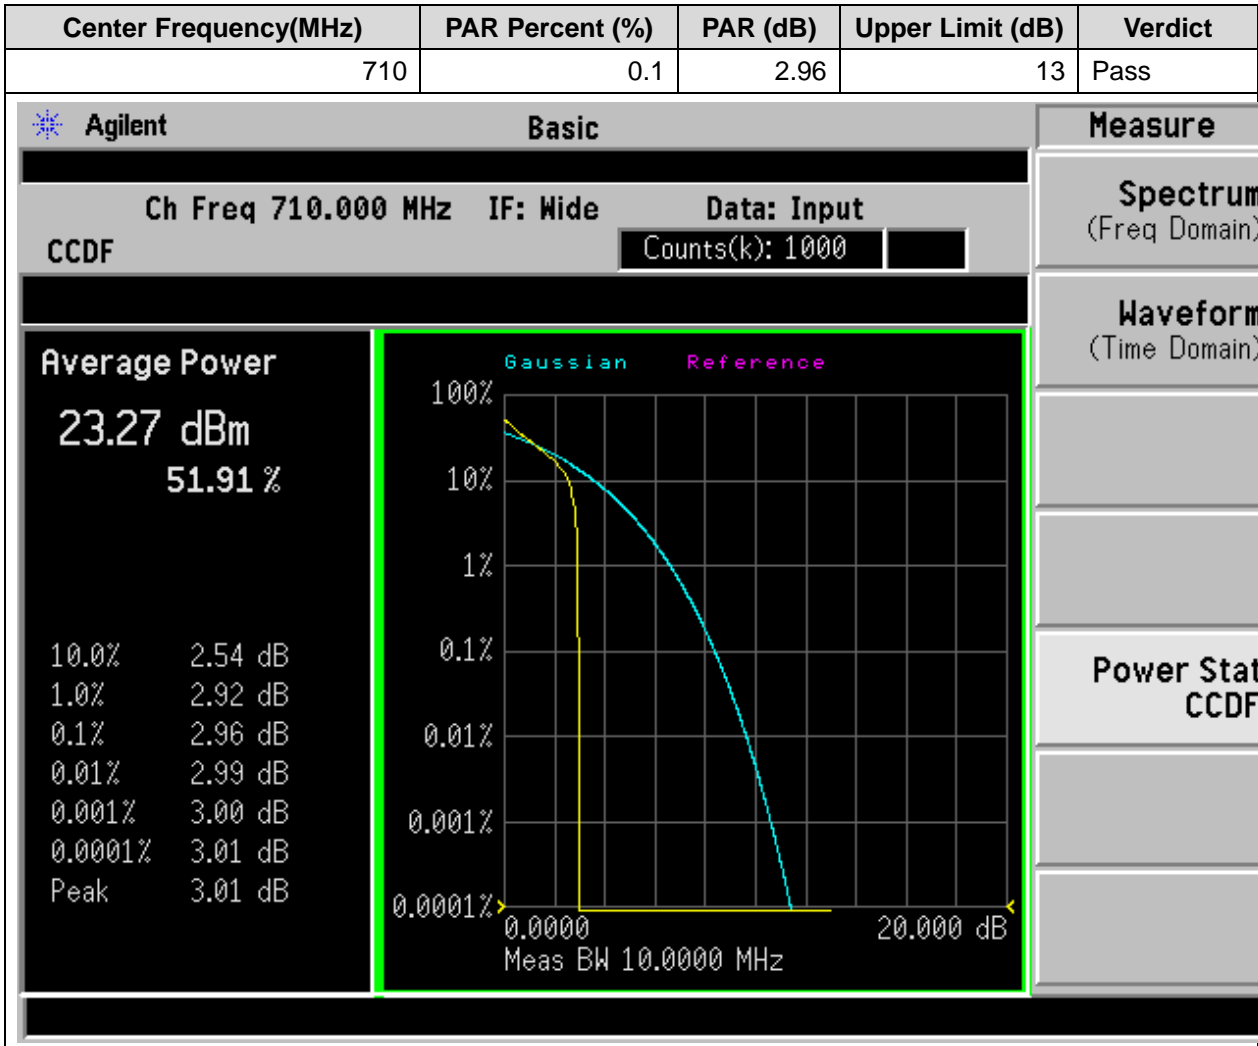 Center Frequency(MHz) PAR Percent (%) PAR (dB) Upper Limit (dB) Verdict
710 0.1 2.96 13 Pass
Agilent Basic Measure
Ch Freq 710.000 MHz IF: Wide Data: Input
CCDF Counts(k): 1000
Spectrum
(Freq Domain)
Waveform
(Time Domain)
Power Stat
CCDF
Average Power
23.27 dBm
51.91 %
10.0% 2.54 dB
1.0% 2.92 dB
0.1% 2.96 dB
0.01% 2.99 dB
0.001% 3.00 dB
0.0001% 3.01 dB
Peak 3.01 dB
Gaussian Reference
100%
10%
1%
0.1%
0.01%
0.001%
0.0001%
0.0000 20.000 dB
Meas BW 10.0000 MHz